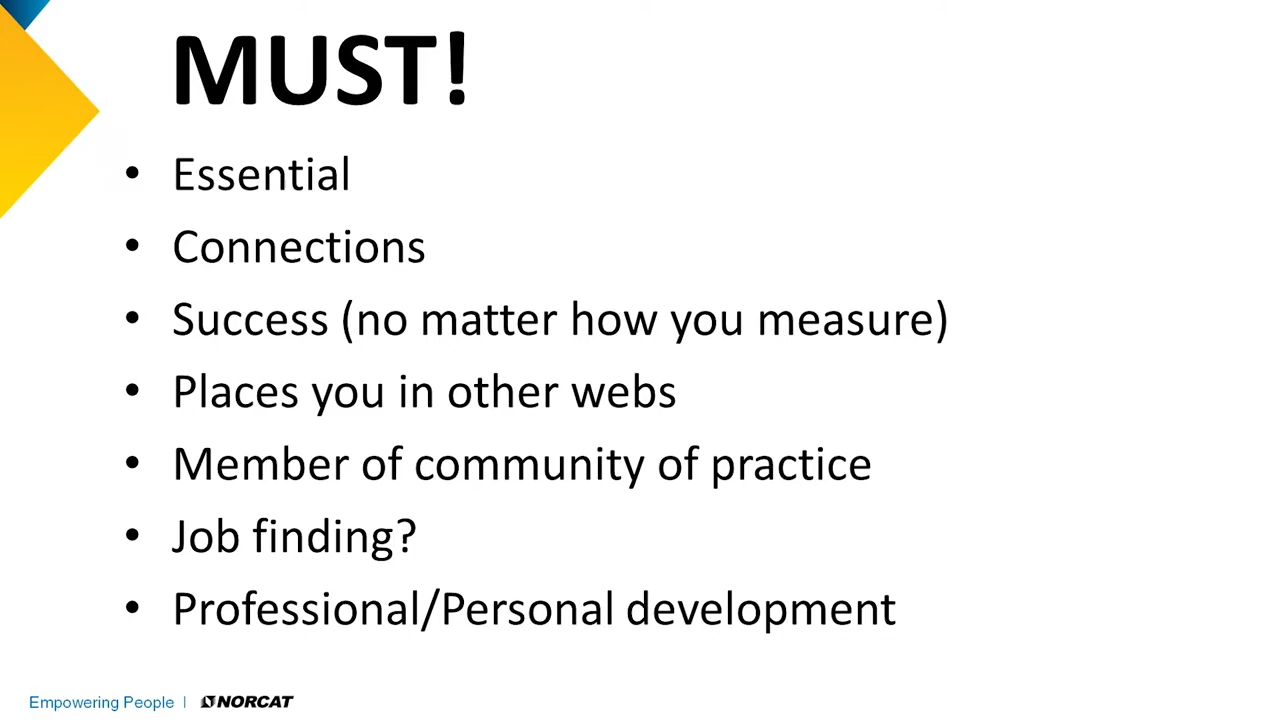 MUST!
• Essential
• Connections
• Success (no matter how you measure)
• Places you in other webs
• Member of community of practice
• Job finding?
• Professional/Personal development
Empowering People | NORCAT